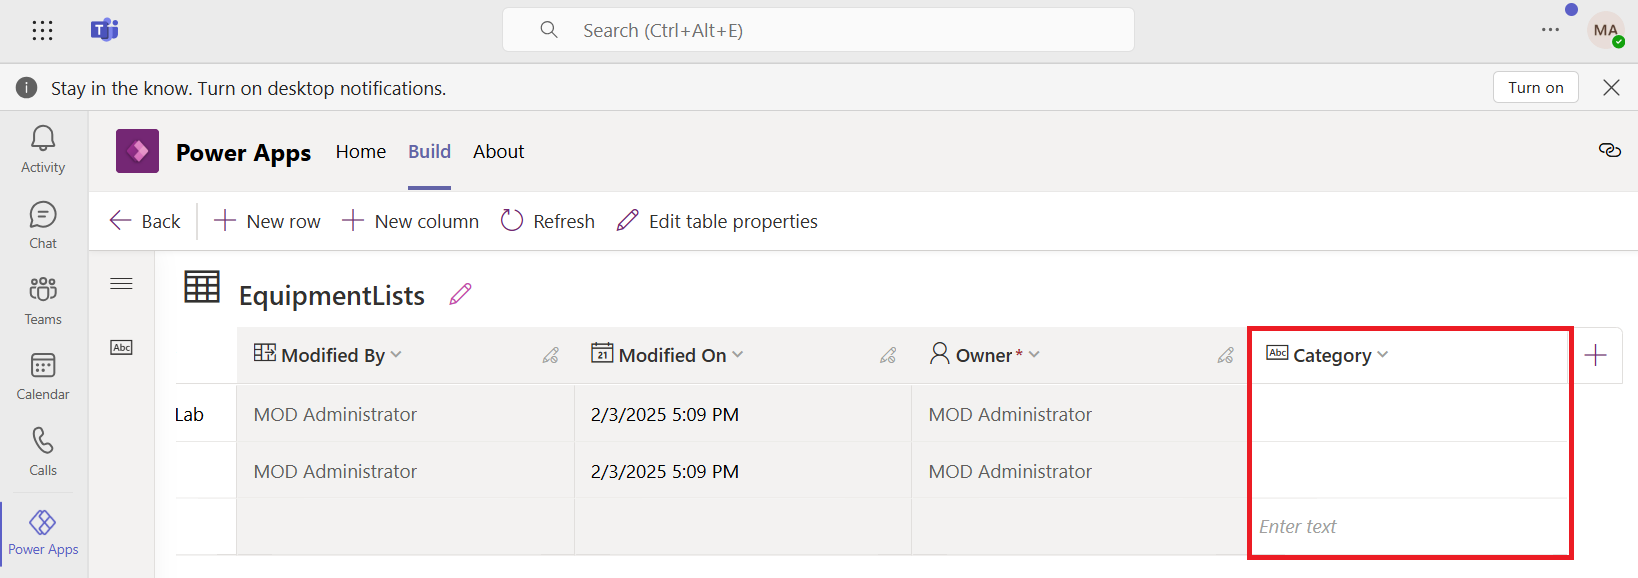 Search (Ctrl+Alt+E)
MA
Stay in the know. Turn on desktop notifications.
Turn on
Activity
Chat
Teams
Calendar
Calls
Power Apps
Power Apps Home Build About
Back New row New column Refresh Edit table properties
Abc
EquipmentLists
Modified By 21 Modified On Owner* Abc Category
Lab MOD Administrator 2/3/2025 5:09 PM MOD Administrator
MOD Administrator 2/3/2025 5:09 PM MOD Administrator
Enter text